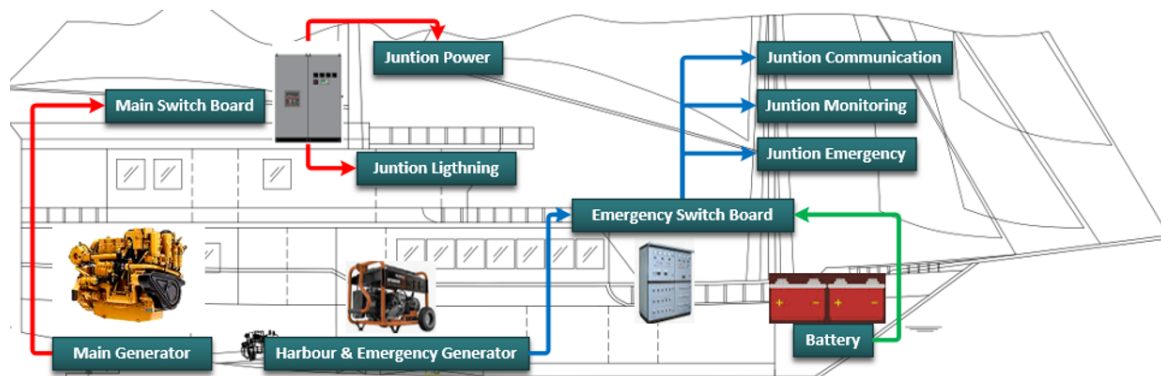 Juntion Power
Juntion Communication
Main Switch Board
Juntion Monitoring
Juntion Ligthning
Juntion Emergency
Emergency Switch Board
Main Generator
Harbour & Emergency Generator
Battery